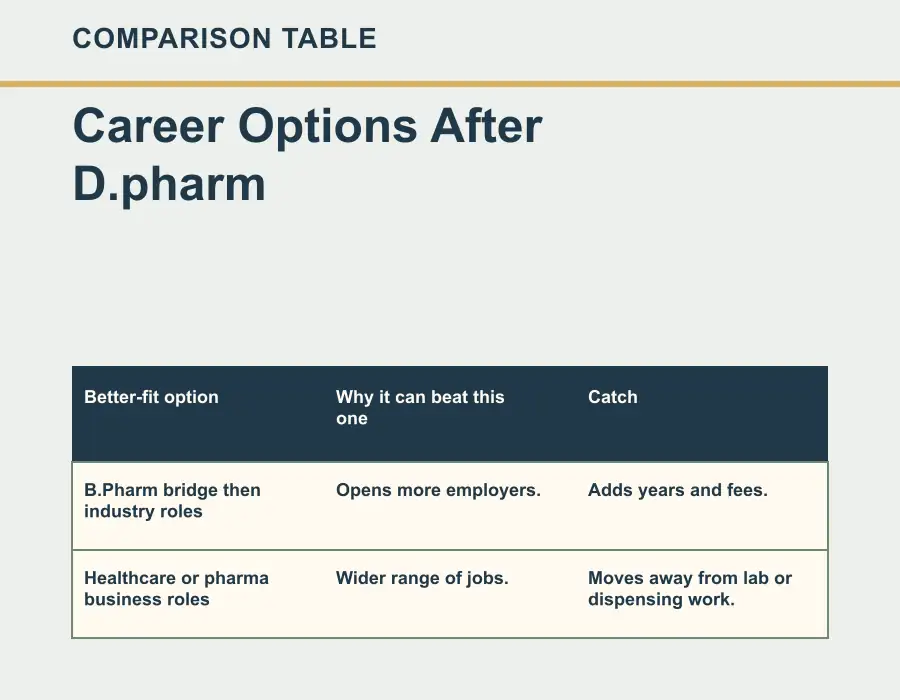 COMPARISON TABLE
Career Options After
D.pharm
Better-fit option
Why it can beat this
one
Catch
B.Pharm bridge then
industry roles
Opens more employers.
Adds years and fees.
Healthcare or pharma
business roles
Wider range of jobs.
Moves away from lab or
dispensing work.